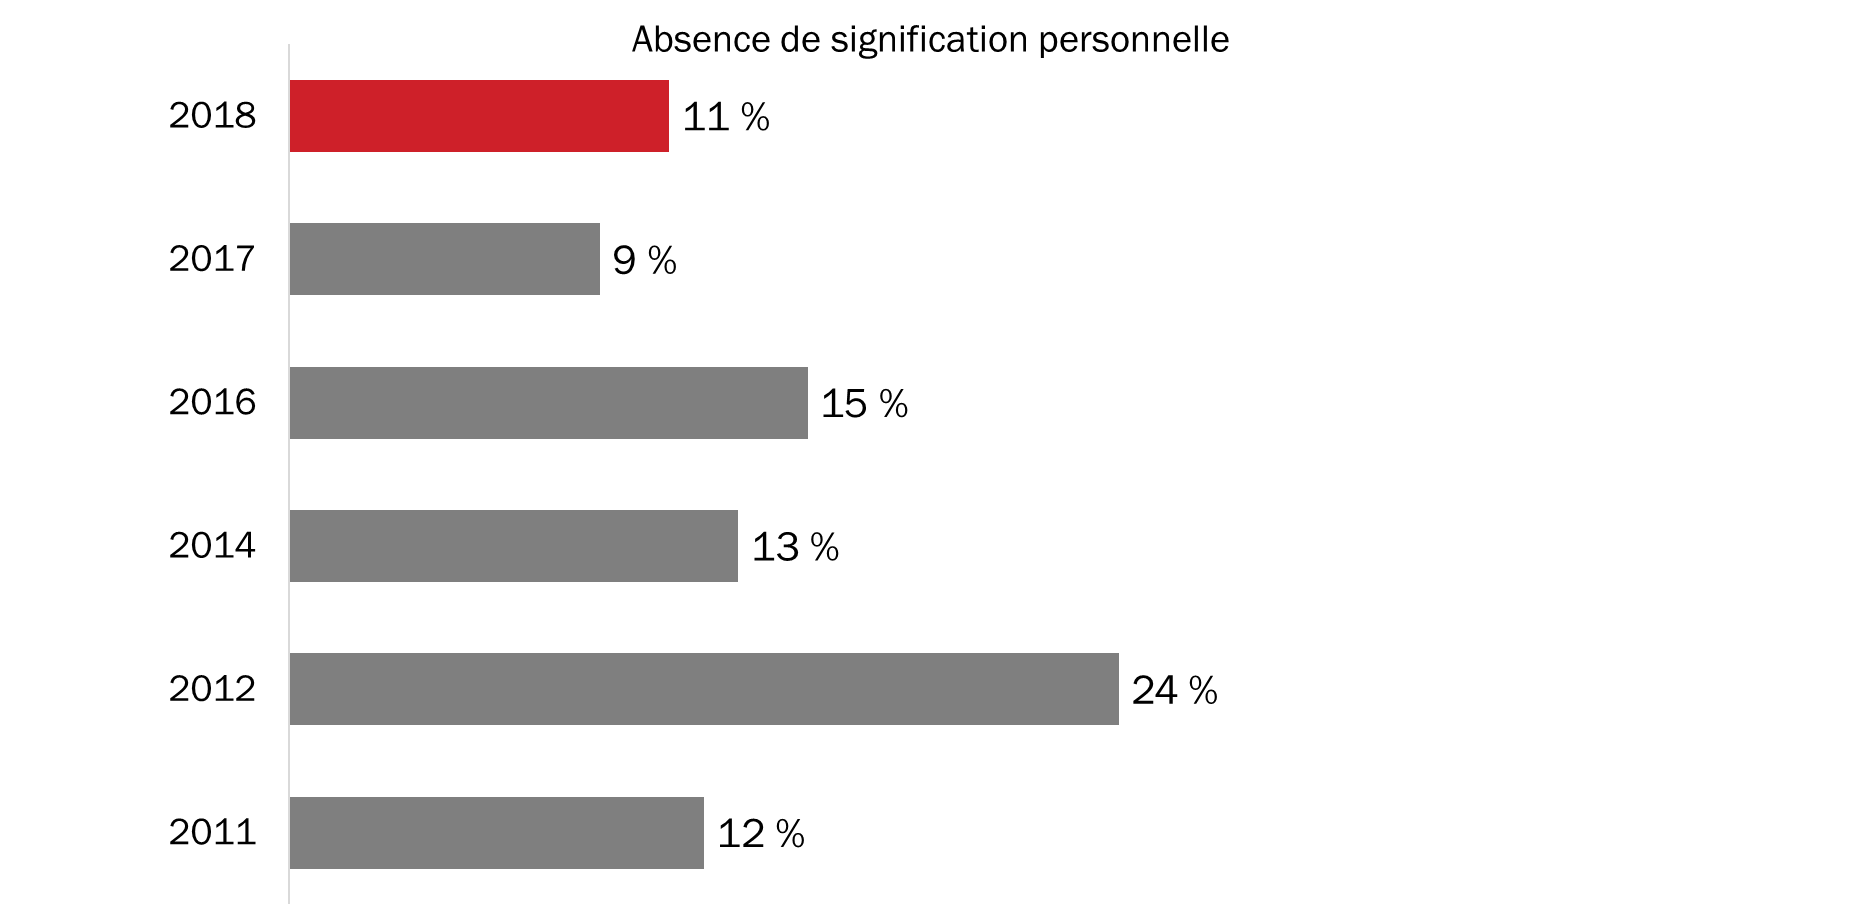 Absence de signification personnelle
2018 11 %
2017 9 %
2016 15 %
2014 13 %
2012 24 %
2011 12 %